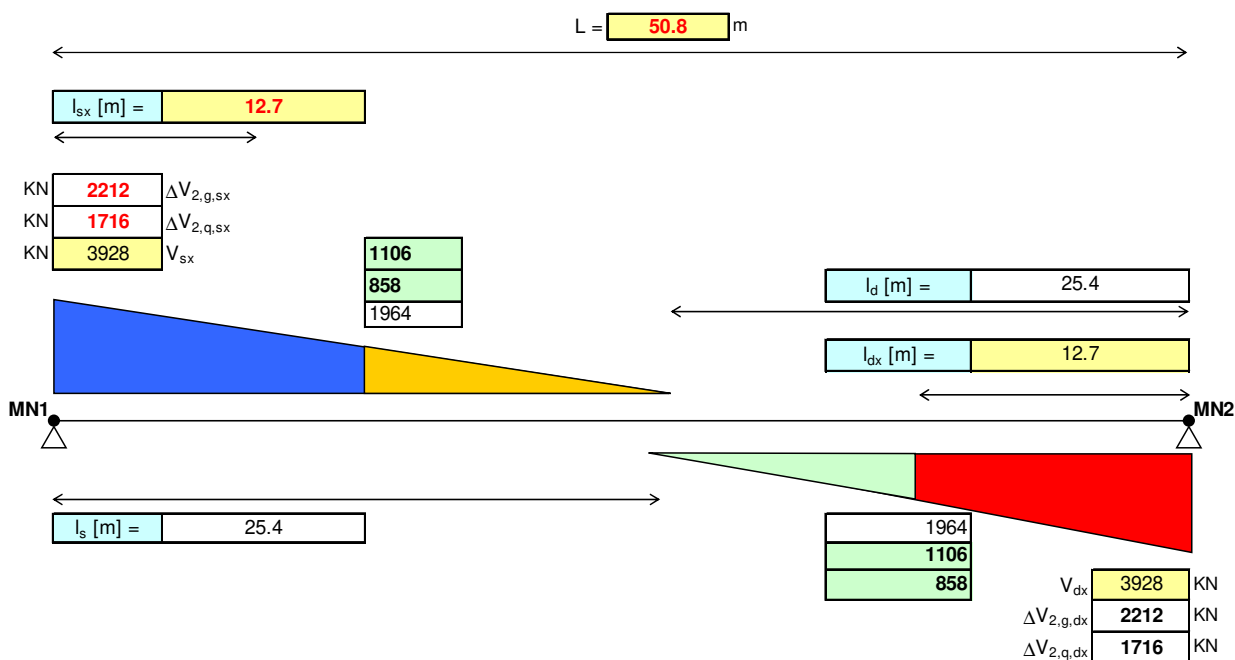 L = 50.8 m
l_sx [m] = 12.7
KN 2212 ΔV_2,g,sx
KN 1716 ΔV_2,q,sx
KN 3928 V_sx
1106
858
1964
l_d [m] = 25.4
l_dx [m] = 12.7
MN1 MN2
l_s [m] = 25.4
1964
1106
858
V_dx 3928 KN
ΔV_2,g,dx 2212 KN
ΔV_2,q,dx 1716 KN